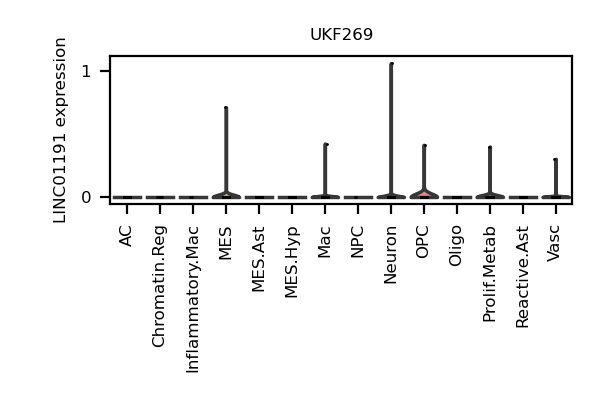 UKF269
LINC01191 expression
1
0
AC
Chromatin.Reg
Inflammatory.Mac
MES
MES.Ast
MES.Hyp
Mac
NPC
Neuron
OPC
Oligo
Prolif.Metab
Reactive.Ast
Vasc